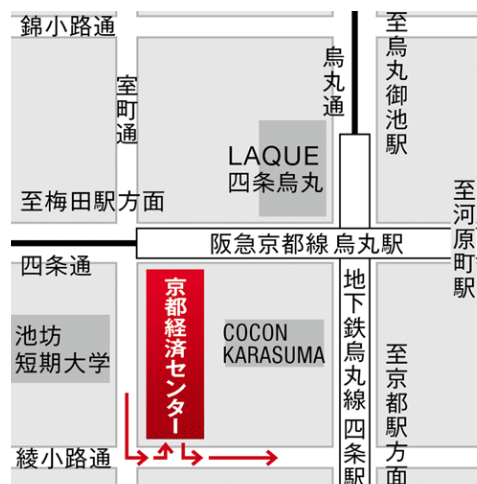 錦小路通
室町通
烏丸通
至烏丸御池駅
LAQUE
四条烏丸
至梅田駅方面
至河原町駅
阪急京都線 烏丸駅
四条通
京都経済センター
池坊
短期大学
COCON
KARASUMA
地下鉄烏丸線 四条駅
至京都駅方面
綾小路通